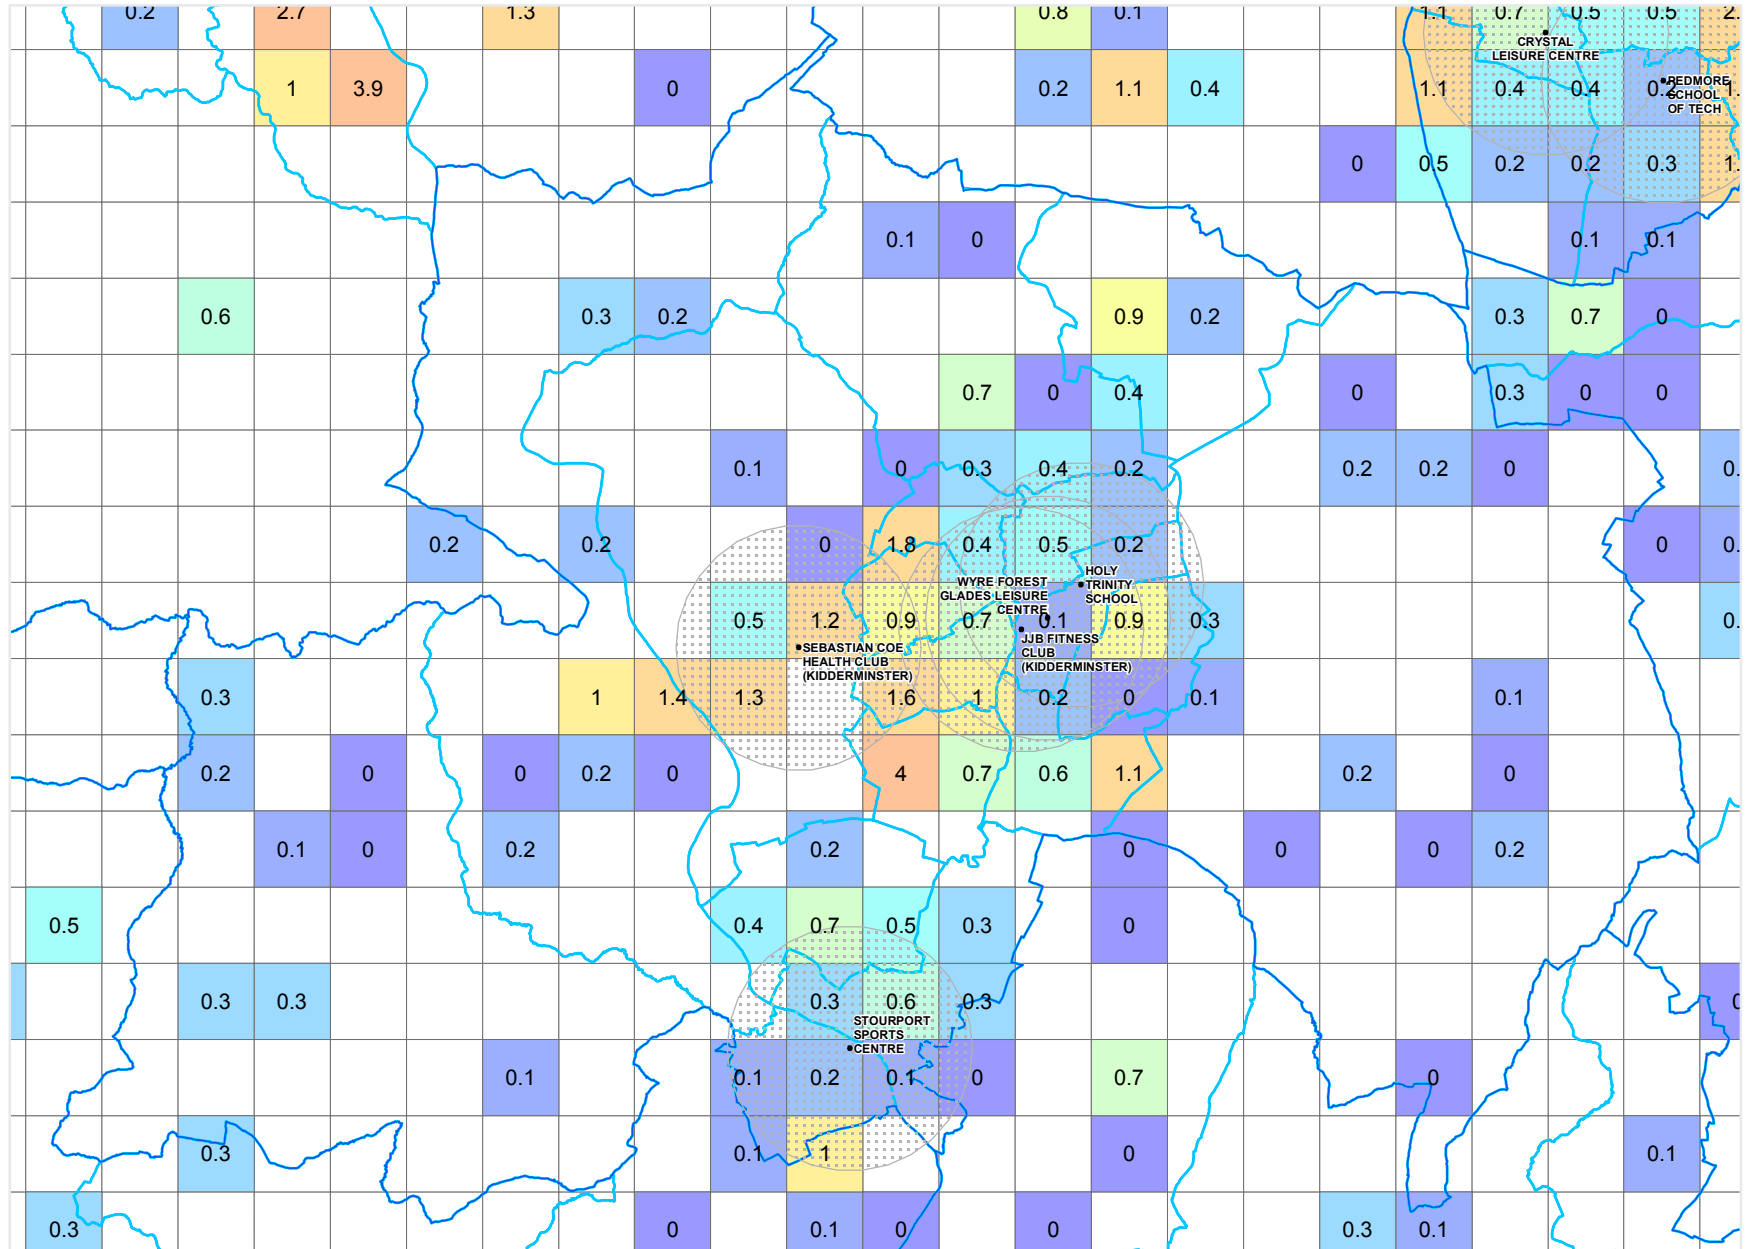 0.2 2.7 1.3 0.8 0.1 1.1 0.7 0.5 0.5 2.
CRYSTAL
LEISURE CENTRE
1 3.9 0 0.2 1.1 0.4 1.1 0.4 0.4 0.2 1.
REDMORE
SCHOOL
OF TECH
0 0.5 0.2 0.2 0.3 1.
0.1 0 0.1 0.1
0.6 0.3 0.2 0.9 0.2 0.3 0.7 0
0.7 0 0.4 0 0.3 0 0
0.1 0 0.3 0.4 0.2 0.2 0.2 0 0.
0.2 0.2 0 1.8 0.4 0.5 0.2 0 0.
HOLY
TRINITY
SCHOOL
WYRE FOREST
GLADES LEISURE
CENTRE
0.5 1.2 0.9 0.7 0.1 0.9 0.3 0.
JJB FITNESS
CLUB
(KIDDERMINSTER)
SEBASTIAN COE
HEALTH CLUB
(KIDDERMINSTER)
0.3 1 1.4 1.3 1.6 1 0.2 0 0.1 0.1
0.2 0 0 0.2 0 4 0.7 0.6 1.1 0.2 0
0.1 0 0.2 0.2 0 0 0 0.2
0.5 0.4 0.7 0.5 0.3 0
0.3 0.3 0.3 0.6 0.3 0
STOURPORT
SPORTS
CENTRE
0.1 0.1 0.2 0.1 0 0.7 0
0.3 0.1 1 0 0.1
0.3 0 0.1 0 0 0.3 0.1